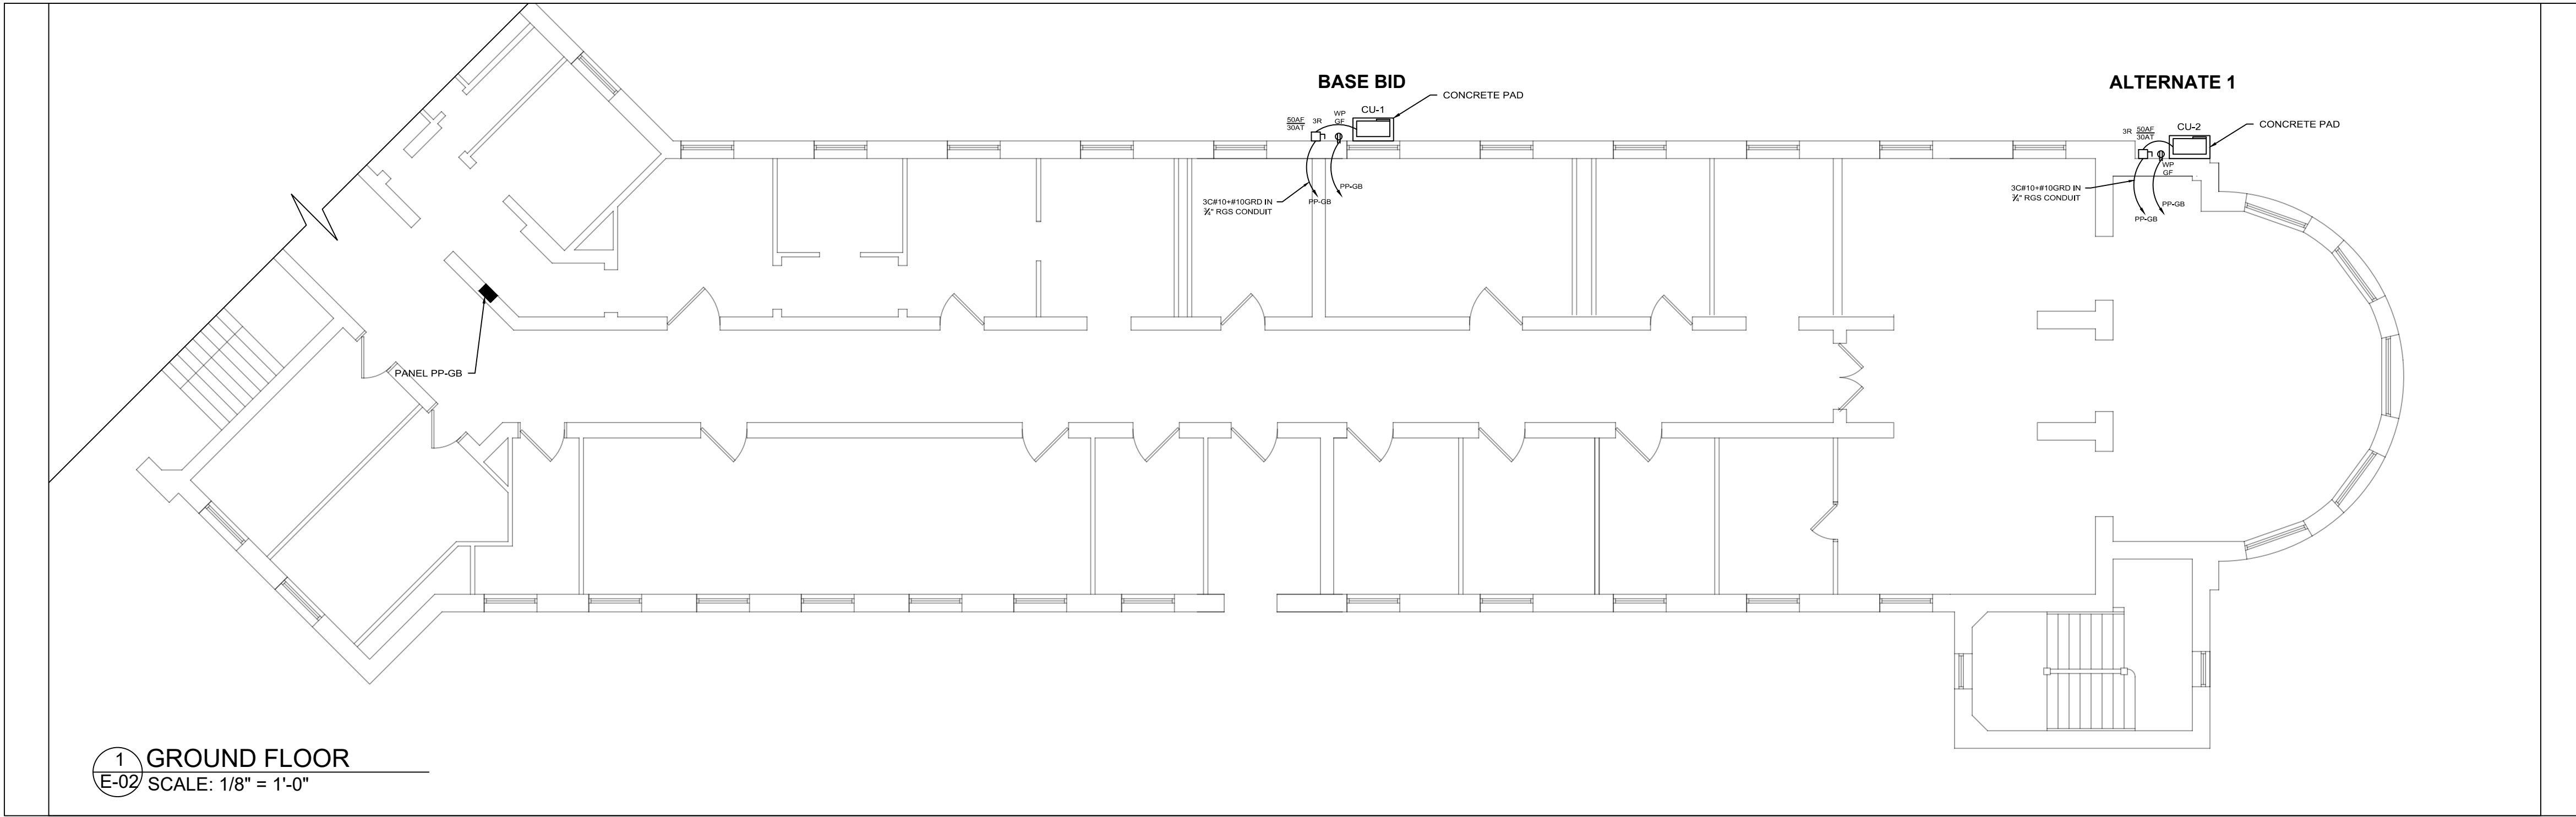 BASE BID
ALTERNATE 1
CU-1
CONCRETE PAD
50AF
30AT
3R
WP
GF
3C#10+#10GRD IN
¾" RGS CONDUIT
PP-GB
PP-GB
CU-2
CONCRETE PAD
3R
50AF
30AT
WP
GF
3C#10+#10GRD IN
¾" RGS CONDUIT
PP-GB
PP-GB
PANEL PP-GB
1
E-02
GROUND FLOOR
SCALE: 1/8" = 1'-0"